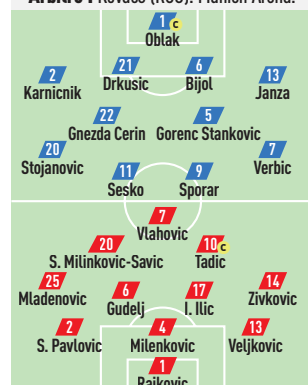 ARBITRO : Kovacs (ROU). Munich Arena.
1 C
Oblak
21 6
2 Drkusic Bijol 13
Karnicnik Janza
22 5
Gnezda Cerin Gorenc Stankovic
20 7
Stojanovic Verbic
11 9
Sesko Sporar
7
Vlahovic
20 10 C
S. Milinkovic-Savic Tadic
25 14
Mladenovic 6 17 Zivkovic
Gudelj I. Ilic
2 4 13
S. Pavlovic Milenkovic Veljkovic
1
Rajkovic